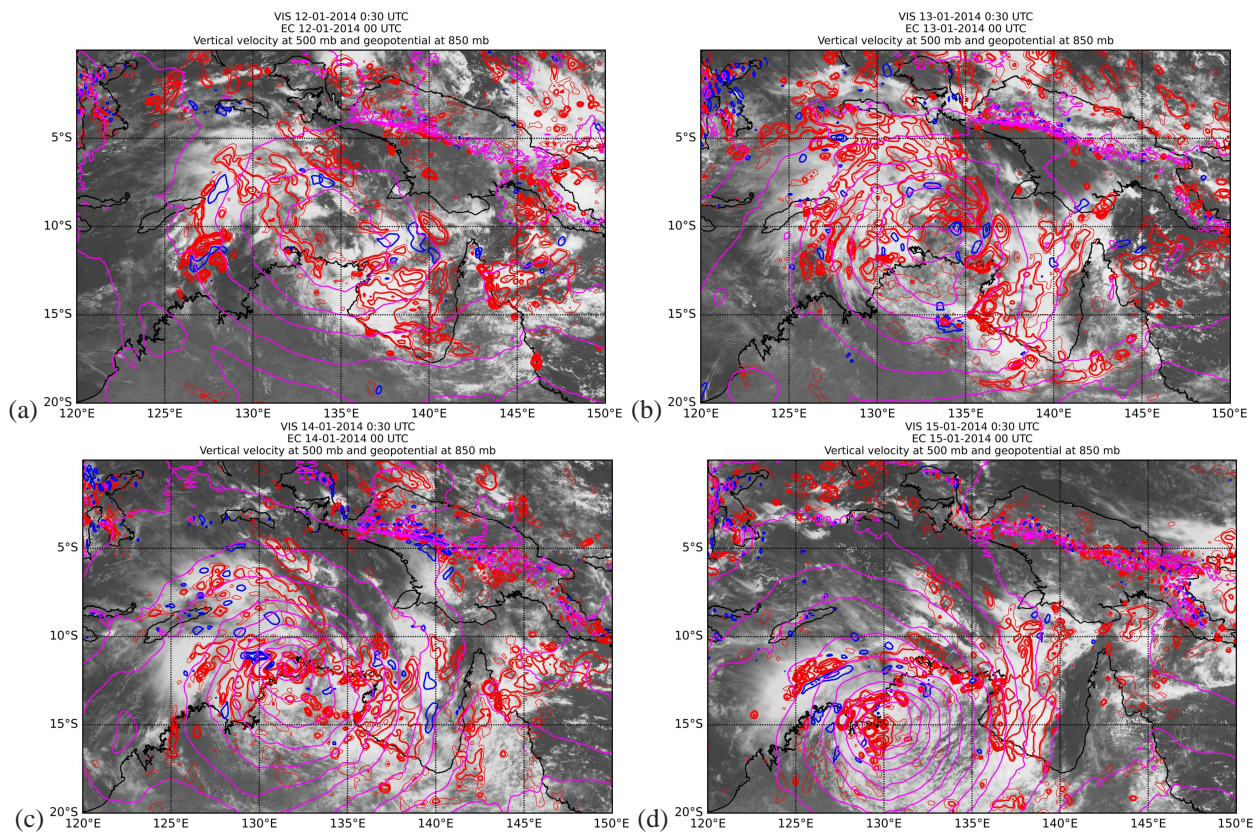 VIS 12-01-2014 0:30 UTC
EC 12-01-2014 00 UTC
Vertical velocity at 500 mb and geopotential at 850 mb
5°S
10°S
15°S
20°S
(a)
120°E 125°E 130°E 135°E 140°E 145°E 150°E
VIS 13-01-2014 0:30 UTC
EC 13-01-2014 00 UTC
Vertical velocity at 500 mb and geopotential at 850 mb
5°S
10°S
15°S
20°S
(b)
120°E 125°E 130°E 135°E 140°E 145°E 150°E
VIS 14-01-2014 0:30 UTC
EC 14-01-2014 00 UTC
Vertical velocity at 500 mb and geopotential at 850 mb
5°S
10°S
15°S
20°S
(c)
120°E 125°E 130°E 135°E 140°E 145°E 150°E
VIS 15-01-2014 0:30 UTC
EC 15-01-2014 00 UTC
Vertical velocity at 500 mb and geopotential at 850 mb
5°S
10°S
15°S
20°S
(d)
120°E 125°E 130°E 135°E 140°E 145°E 150°E